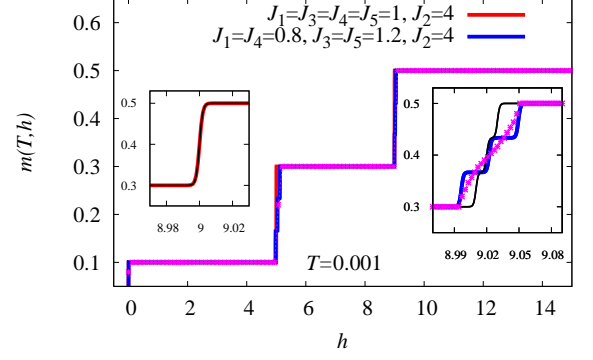 J₁=J₃=J₄=J₅=1, J₂=4
J₁=J₄=0.8, J₃=J₅=1.2, J₂=4
m(T,h)
0.6
0.5
0.4
0.3
0.2
0.1
0.5
0.4
0.3
8.98 9 9.02
0.5
0.4
0.3
8.99 9.02 9.05 9.08
T=0.001
0 2 4 6 8 10 12 14
h